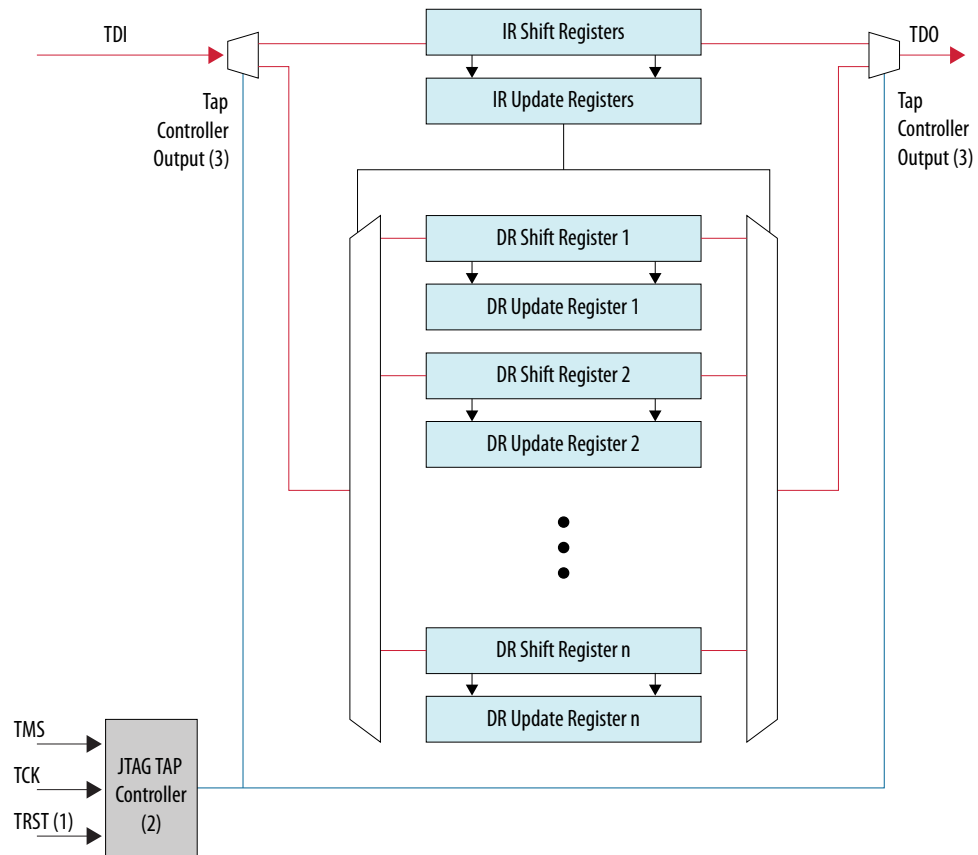 TDI
IR Shift Registers
TDO
IR Update Registers
Tap
Controller
Output (3)
Tap
Controller
Output (3)
DR Shift Register 1
DR Update Register 1
DR Shift Register 2
DR Update Register 2
DR Shift Register n
DR Update Register n
TMS
TCK
TRST (1)
JTAG TAP
Controller
(2)